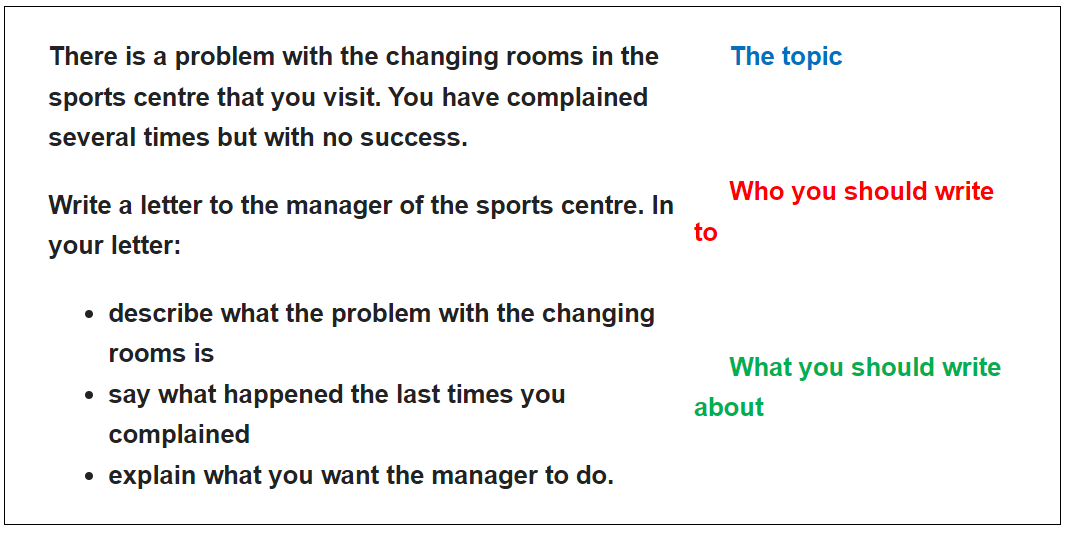 There is a problem with the changing rooms in the
sports centre that you visit. You have complained
several times but with no success.
The topic
Write a letter to the manager of the sports centre. In
your letter:
Who you should write
to
• describe what the problem with the changing
rooms is
• say what happened the last times you
complained
• explain what you want the manager to do.
What you should write
about